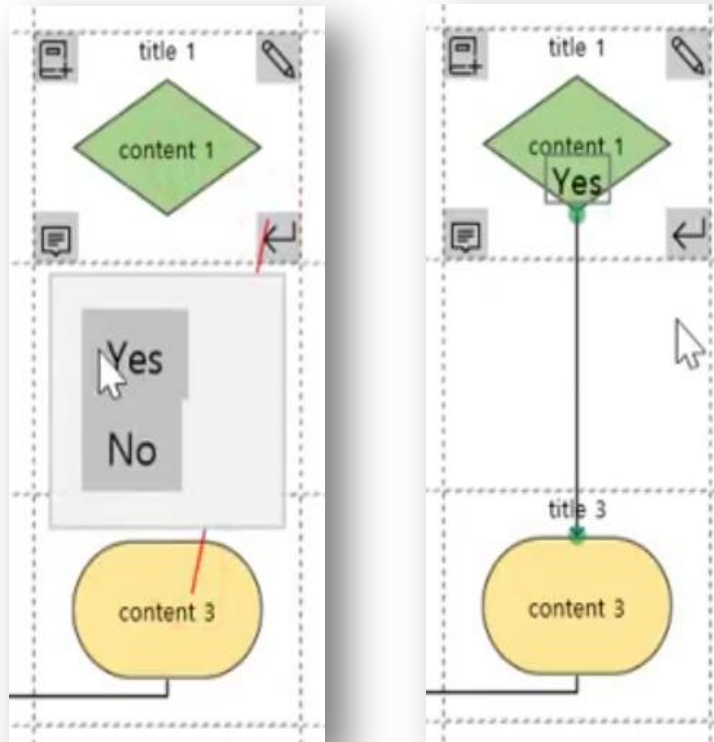 title 1
content 1
Yes
No
content 3
title 1
content 1
Yes
title 3
content 3